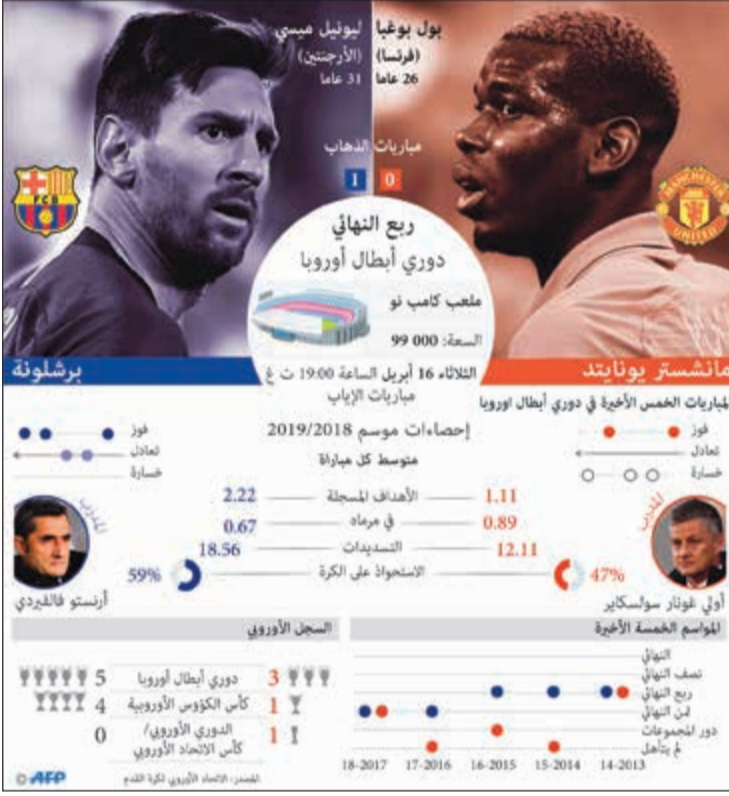 بول بوغبا
(فرنسا)
26 عاما
ليونيل ميسي
(الأرجنتين)
31 عاما
مباريات الذهاب
0 1
MANCHESTER
UNITED
FCB
ربع النهائي
دوري أبطال أوروبا
ملعب كامب نو
السعة: 000 99
الثلاثاء 16 أبريل الساعة 19:00 ت غ
مباريات الإياب
مانشستر يونايتد
برشلونة
المباريات الخمس الأخيرة في دوري أبطال اوروبا
فوز
تعادل
خسارة
فوز
تعادل
خسارة
إحصاءات موسم 2019/2018
متوسط كل مباراة
1.11 الأهداف المسجلة 2.22
0.89 في مرماه 0.67
12.11 التسديدات 18.56
47% الاستحواذ على الكرة 59%
المدرب
أولي غونار سولسكاير
المدرب
أرنستو فالفيردي
المواسم الخمسة الأخيرة
النهائي
نصف النهائي
ربع النهائي
ثمن النهائي
دور المجموعات
لم يتأهل
14-2013 15-2014 16-2015 17-2016 18-2017
السجل الأوروبي
3 دوري أبطال أوروبا 5
1 كأس الكؤوس الأوروبية 4
1 الدوري الأوروبي/ 0
كأس الاتحاد الأوروبي
المصدر: الاتحاد الأوروبي لكرة القدم
© AFP